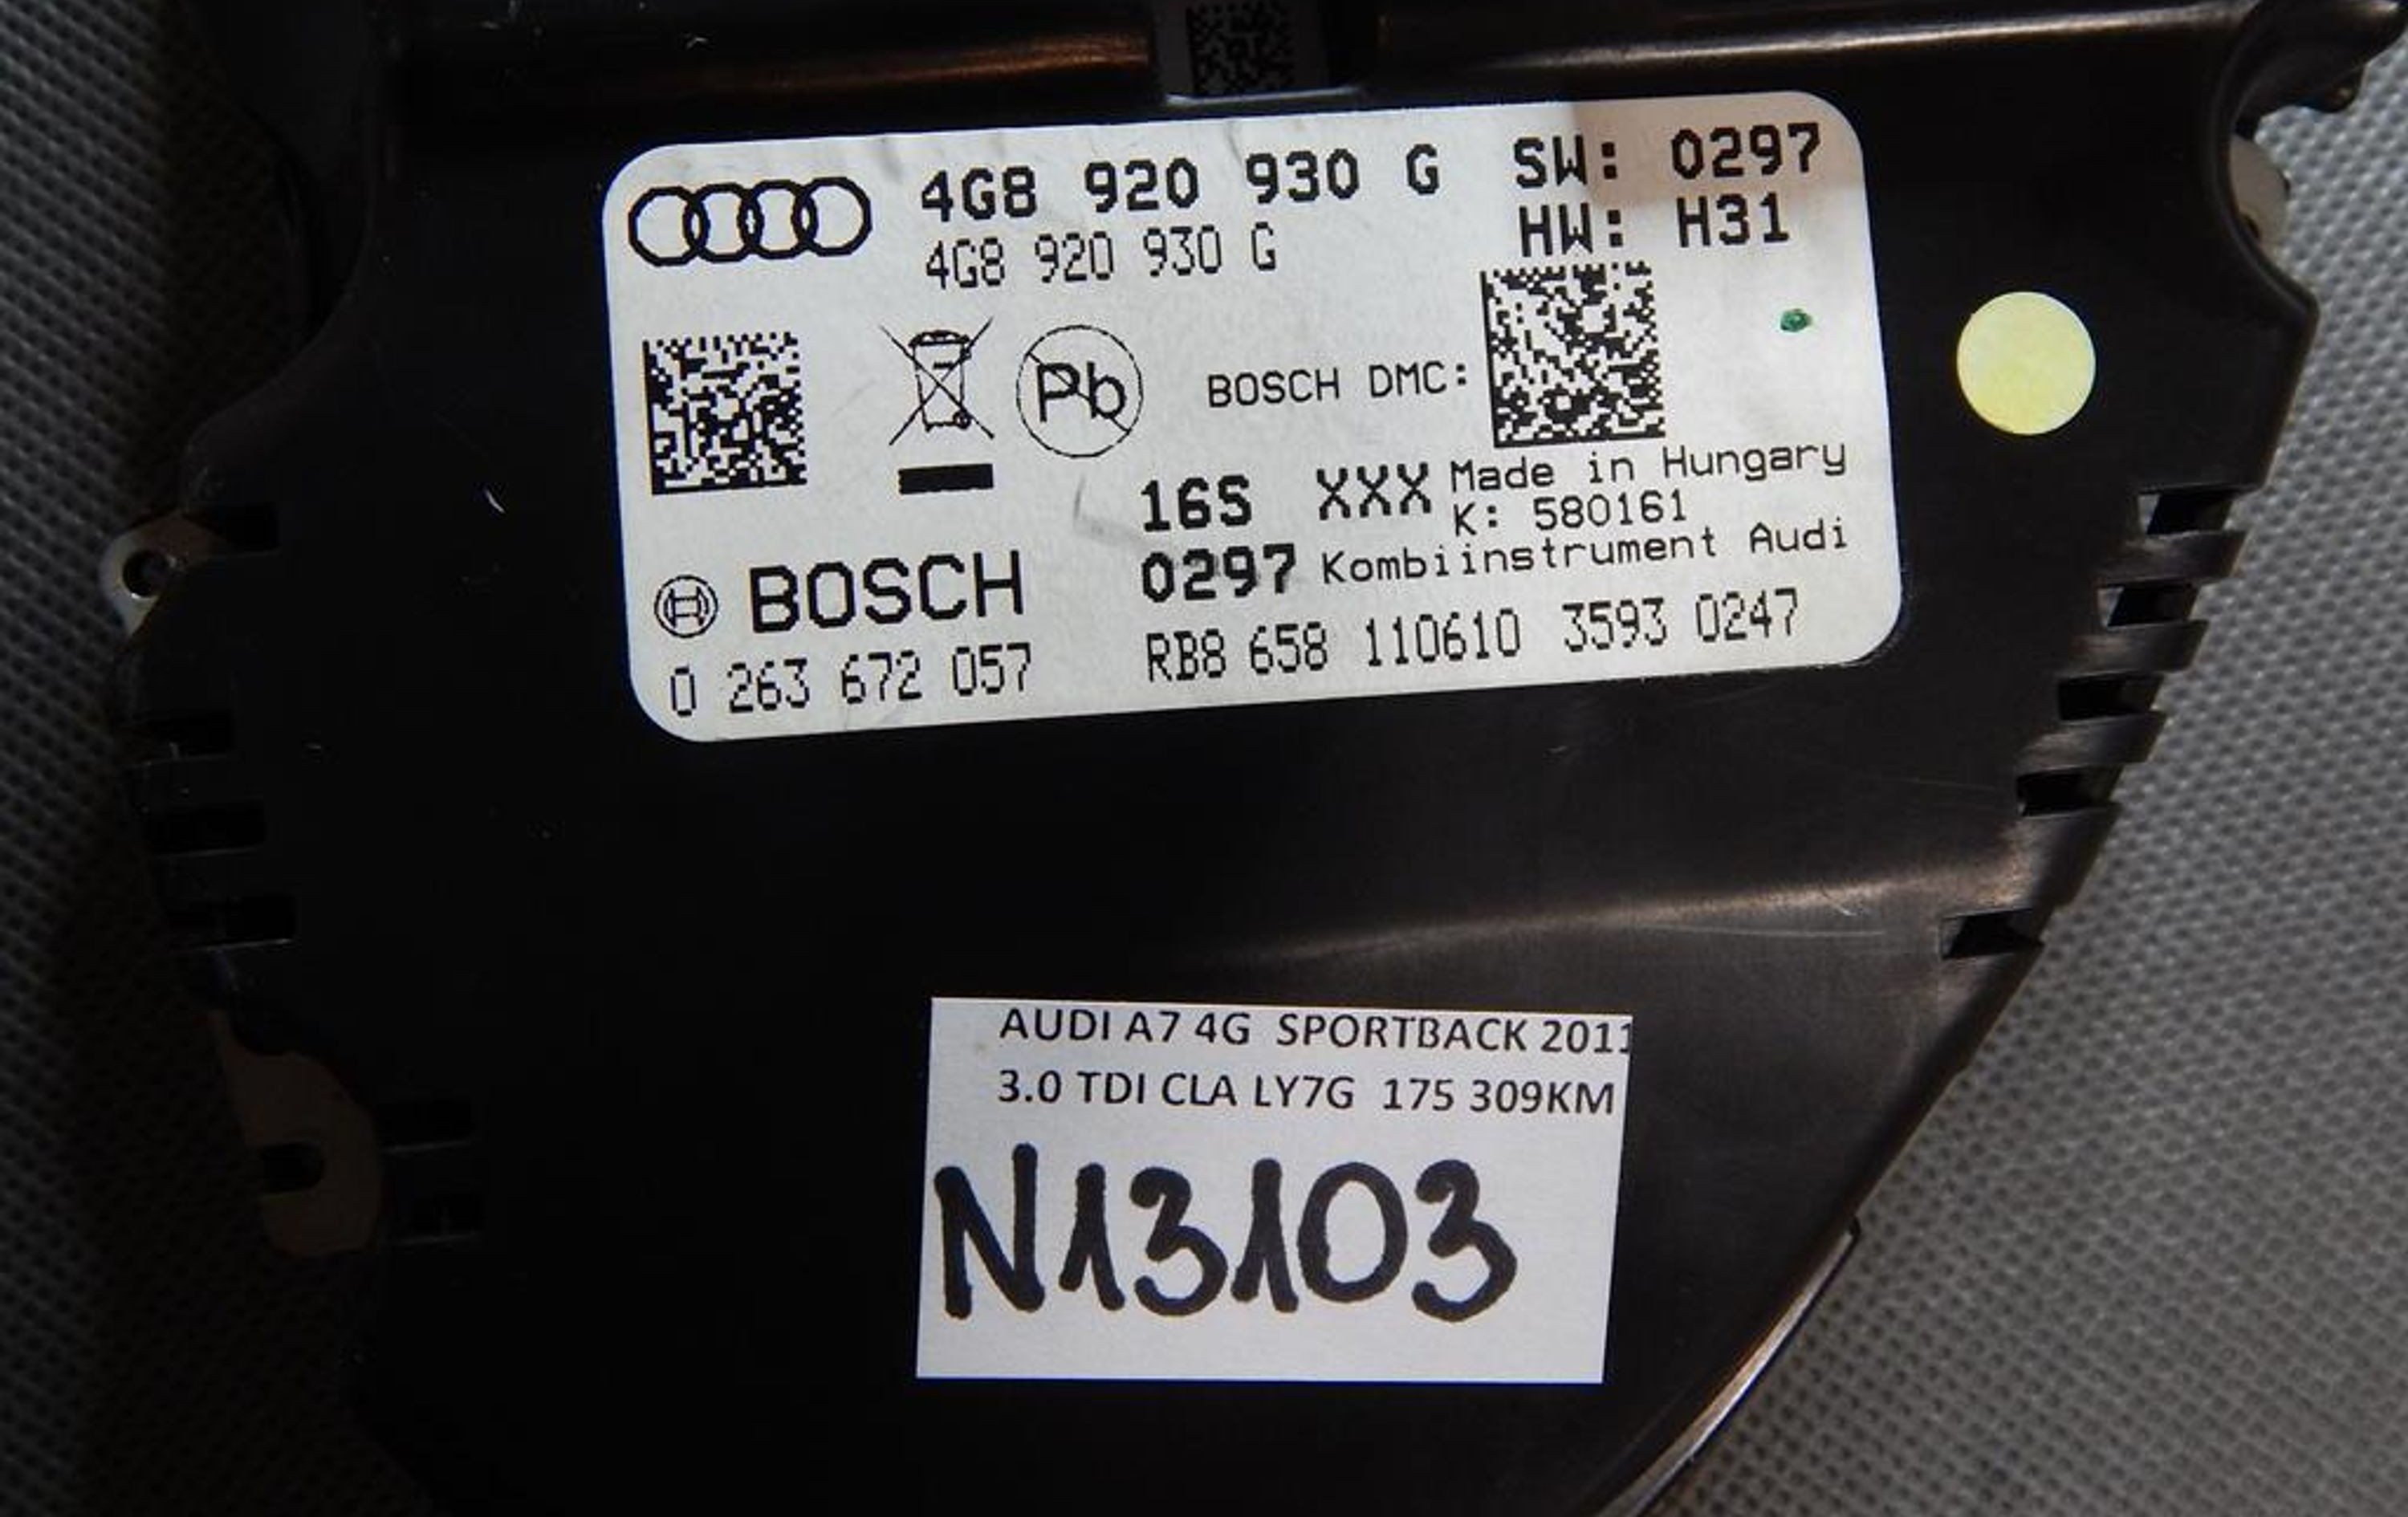 4G8 920 930 G SW: 0297
4G8 920 930 G HW: H31
Pb BOSCH DMC:
16S XXX Made in Hungary
K: 580161
BOSCH 0297 Kombiinstrument Audi
0 263 672 057 RB8 658 110610 3593 0247
AUDI A7 4G SPORTBACK 2011
3.0 TDI CLA LY7G 175 309KM
N13103